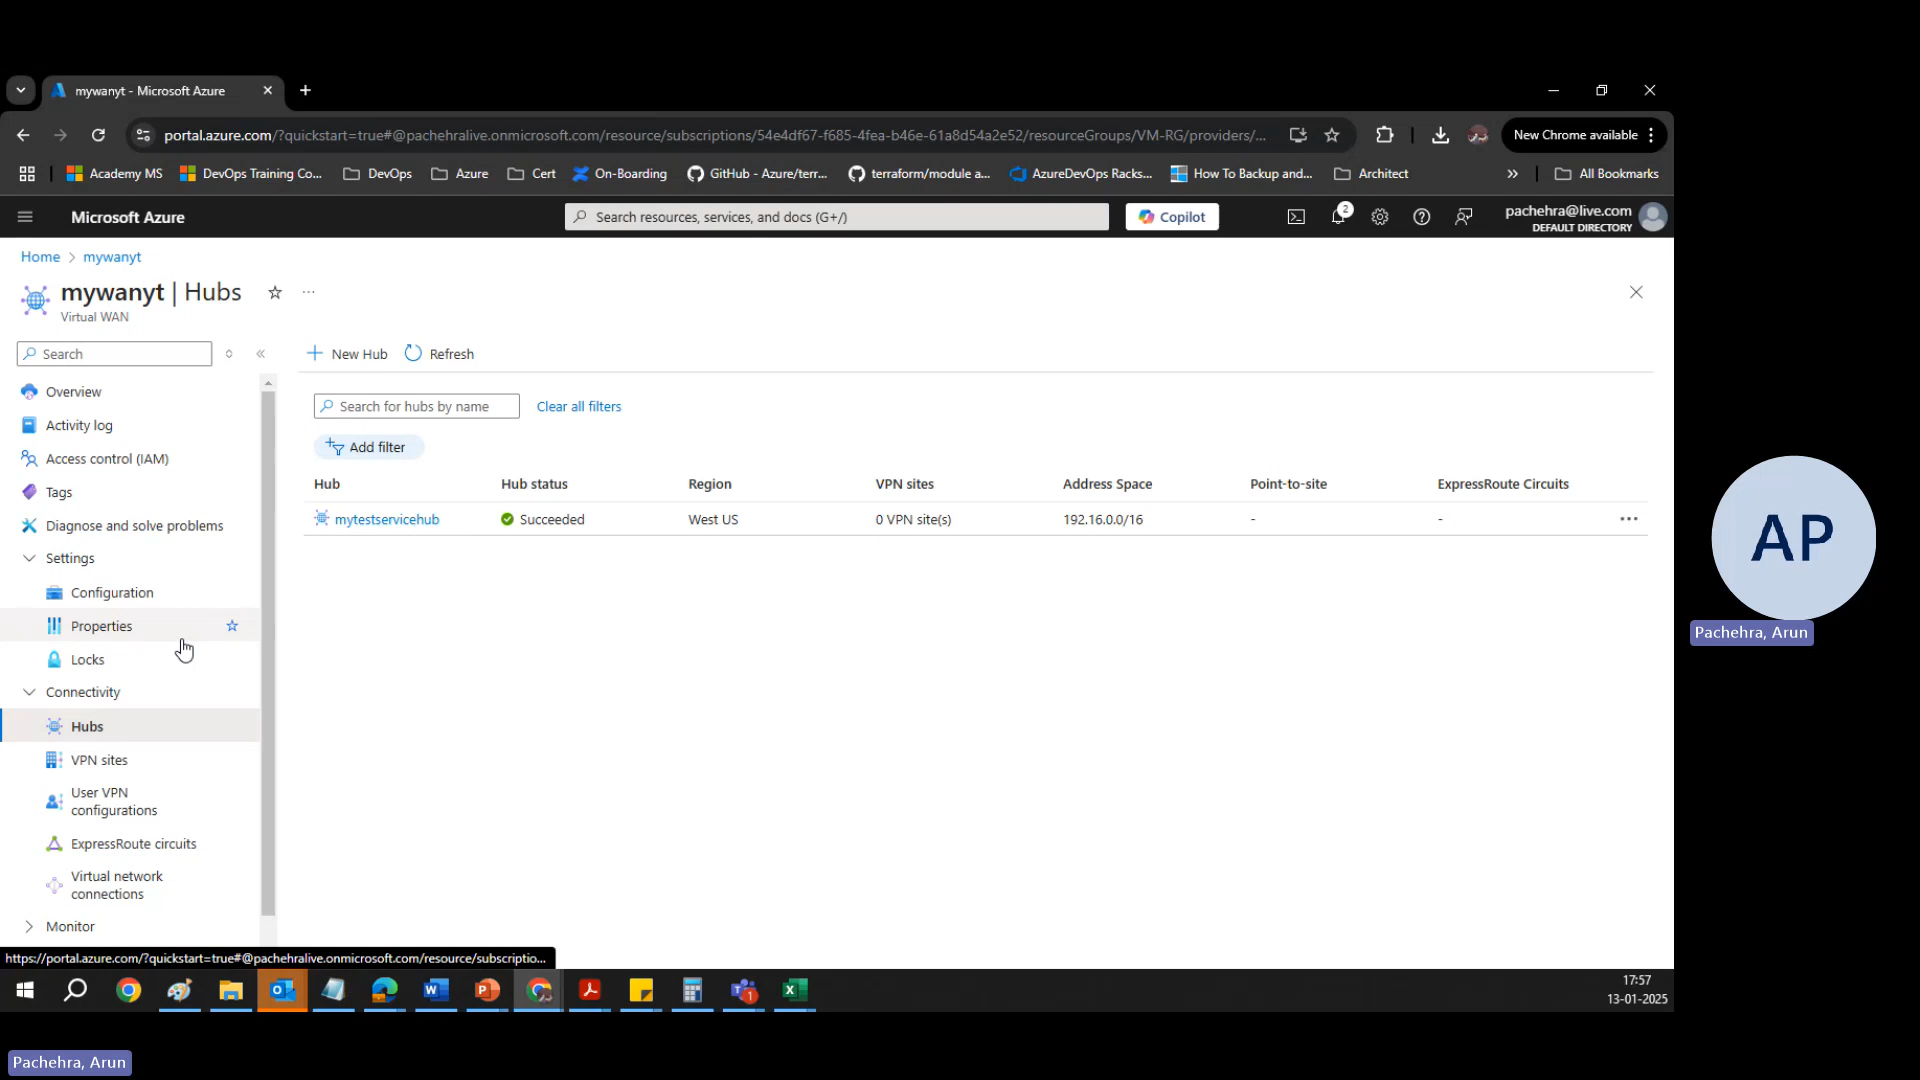 mywanyt - Microsoft Azure
portal.azure.com/?quickstart=true#@pachehralive.onmicrosoft.com/resource/subscriptions/54e4df67-f685-4fea-b46e-61a8d54a2e52/resourceGroups/VM-RG/providers/...
New Chrome available
Academy MS
DevOps Training Co...
DevOps
Azure
Cert
On-Boarding
GitHub - Azure/terr...
terraform/module a...
AzureDevOps Racks...
How To Backup and...
Architect
All Bookmarks
Microsoft Azure
Search resources, services, and docs (G+/)
Copilot
2
pachehra@live.com
DEFAULT DIRECTORY
Home > mywanyt
mywanyt | Hubs
Virtual WAN
Search
New Hub
Refresh
Overview
Activity log
Access control (IAM)
Tags
Diagnose and solve problems
Settings
Configuration
Properties
Locks
Connectivity
Hubs
VPN sites
User VPN
configurations
ExpressRoute circuits
Virtual network
connections
Monitor
Search for hubs by name
Clear all filters
Add filter
Hub Hub status Region VPN sites Address Space Point-to-site ExpressRoute Circuits
mytestservicehub Succeeded West US 0 VPN site(s) 192.16.0.0/16 - -
https://portal.azure.com/?quickstart=true#@pachehralive.onmicrosoft.com/resource/subscriptio...
17:57
13-01-2025
AP
Pachehra, Arun
Pachehra, Arun